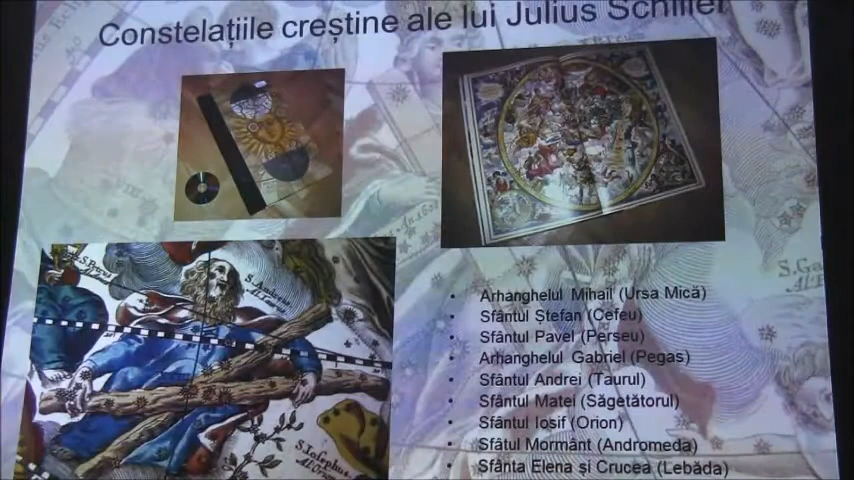 Constelațiile creștine ale lui Julius Schiller
Arhanghelul Mihail (Ursa Mică)
Sfântul Ștefan (Cefeu)
Sfântul Pavel (Perseu)
Arhanghelul Gabriel (Pegas)
Sfântul Andrei (Taurul)
Sfântul Matei (Săgetătorul)
Sfântul Iosif (Orion)
Sfâtul Mormânt (Andromeda)
Sfânta Elena și Crucea (Lebăda)